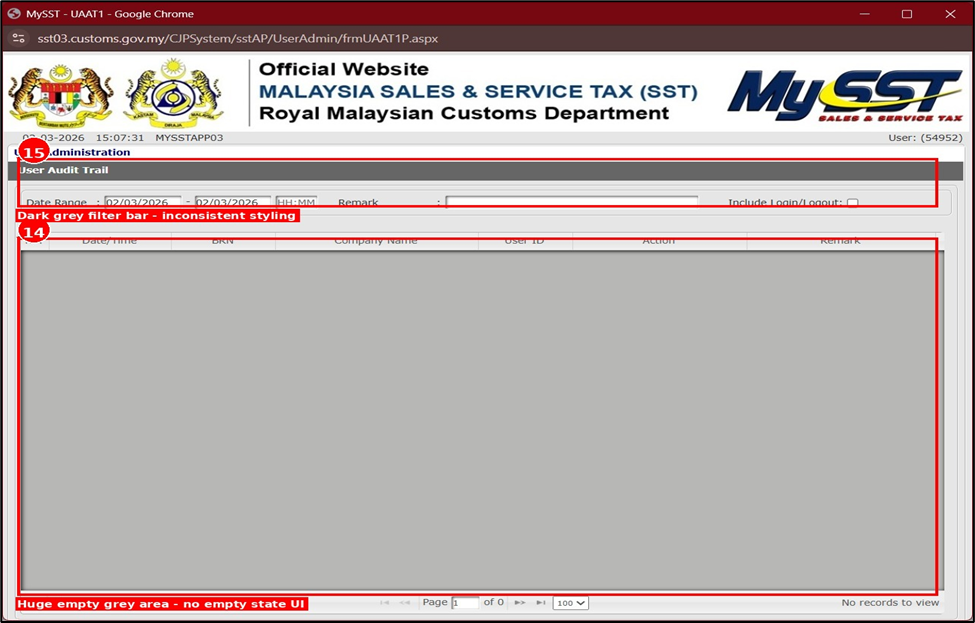 MySST - UAAT1 - Google Chrome
sst03.customs.gov.my/CJPSystem/sstAP/UserAdmin/frmUAAT1P.aspx
Official Website
MALAYSIA SALES & SERVICE TAX (SST)
Royal Malaysian Customs Department
MySST
SALES & SERVICE TAX
02-03-2026 15:07:31 MYSSTAPP03 User: (54952)
15
Administration
User Audit Trail
Date Range : 02/03/2026 - 02/03/2026 HH:MM Remark : Include Login/Logout:
Dark grey filter bar - inconsistent styling
14
Date/Time BRN Company Name User ID Action Remark
Huge empty grey area - no empty state UI
Page 1 of 0 100 No records to view